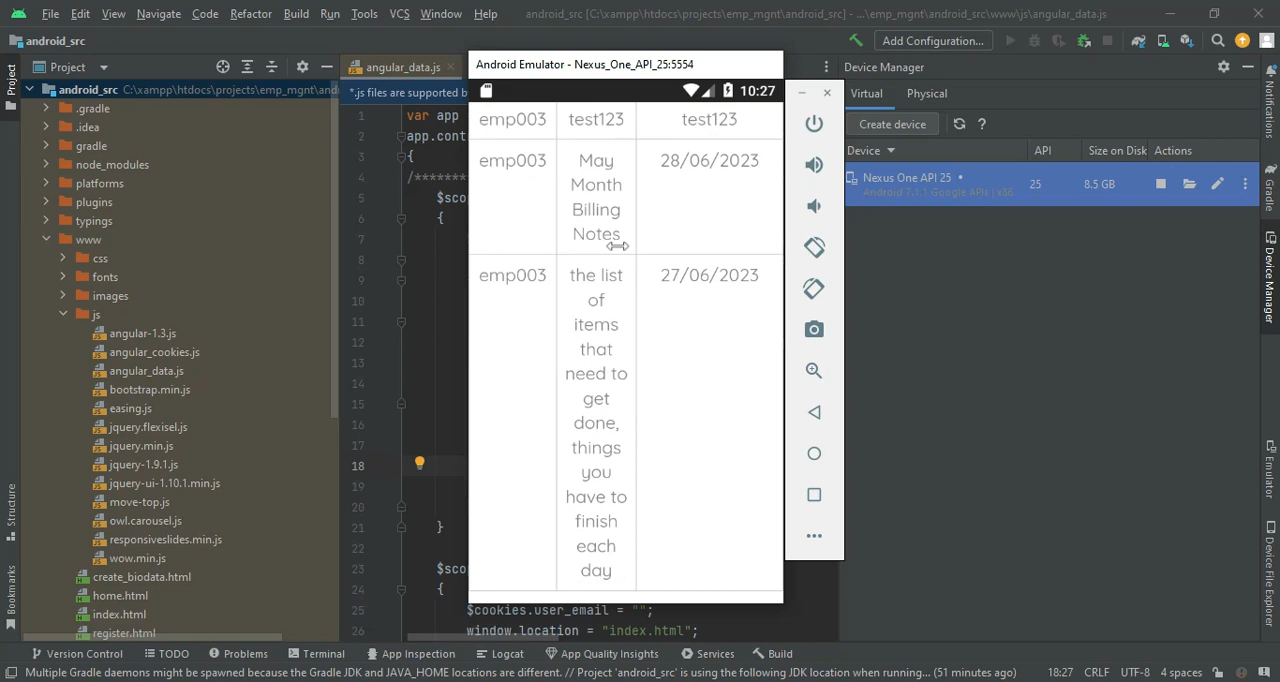 File Edit View Navigate Code Refactor Build Run Tools VCS Window Help android_src [C:\xampp\htdocs\projects\emp_mgnt\android_src] - ...\emp_mgnt\android_src\www\js\angular_data.js
android_src
Add Configuration...
Project
Project
angular_data.js
android_src C:\xampp\htdocs\projects\emp_mgnt\and
*.js files are supported b
.gradle
.idea
gradle
node_modules
platforms
plugins
typings
www
css
fonts
images
js
angular-1.3.js
angular_cookies.js
angular_data.js
bootstrap.min.js
easing.js
jquery.flexisel.js
jquery.min.js
jquery-1.9.1.js
jquery-ui-1.10.1.min.js
move-top.js
owl.carousel.js
responsiveslides.min.js
wow.min.js
create_biodata.html
home.html
index.html
register.html
Structure
Bookmarks
1 var app
2 app.cont
3 {
4 /********
5 $sco
6 {
7
8
9
10
11
12
13
14
15
16
17
18
19
20
21 }
22
23 $sco
24 {
25 $cookies.user_email = "";
26 window.location = "index.html";
Android Emulator - Nexus_One_API_25:5554
10:27
emp003 test123 test123
emp003 May Month Billing Notes 28/06/2023
emp003 the list of items that need to get done, things you have to finish each day 27/06/2023
Device Manager
Virtual Physical
Create device ?
Device API Size on Disk Actions
Nexus One API 25 25 8.5 GB
Android 7.1.1 Google APIs | x86
Notifications
Gradle
Device Manager
Emulator
Device File Explorer
Version Control TODO Problems Terminal App Inspection Logcat App Quality Insights Services Build
Multiple Gradle daemons might be spawned because the Gradle JDK and JAVA_HOME locations are different. // Project 'android_src' is using the following JDK location when running... (51 minutes ago) 18:27 CRLF UTF-8 4 spaces